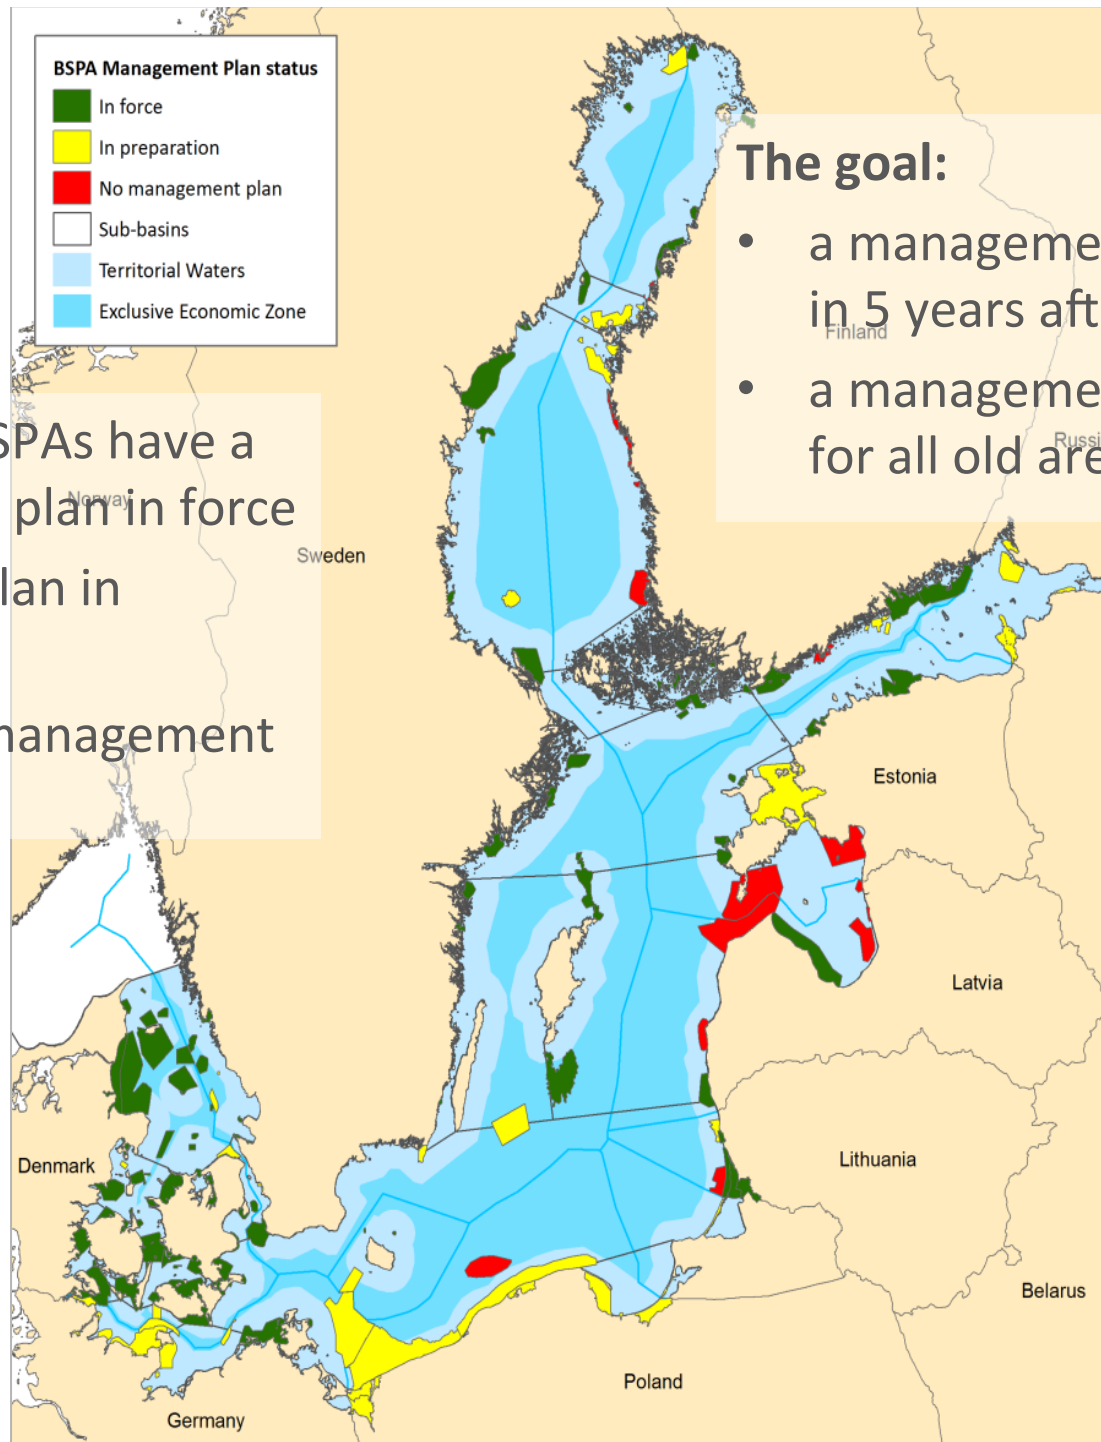 BSPA Management Plan status
In force
In preparation
No management plan
Sub-basins
Territorial Waters
Exclusive Economic Zone
The goal:
• a manageme
in 5 years aft
Finland
• a manageme
for all old are
Russi
SPAs have a
plan in force
Norway
lan in
management
Sweden
Estonia
Latvia
Lithuania
Denmark
Belarus
Poland
Germany